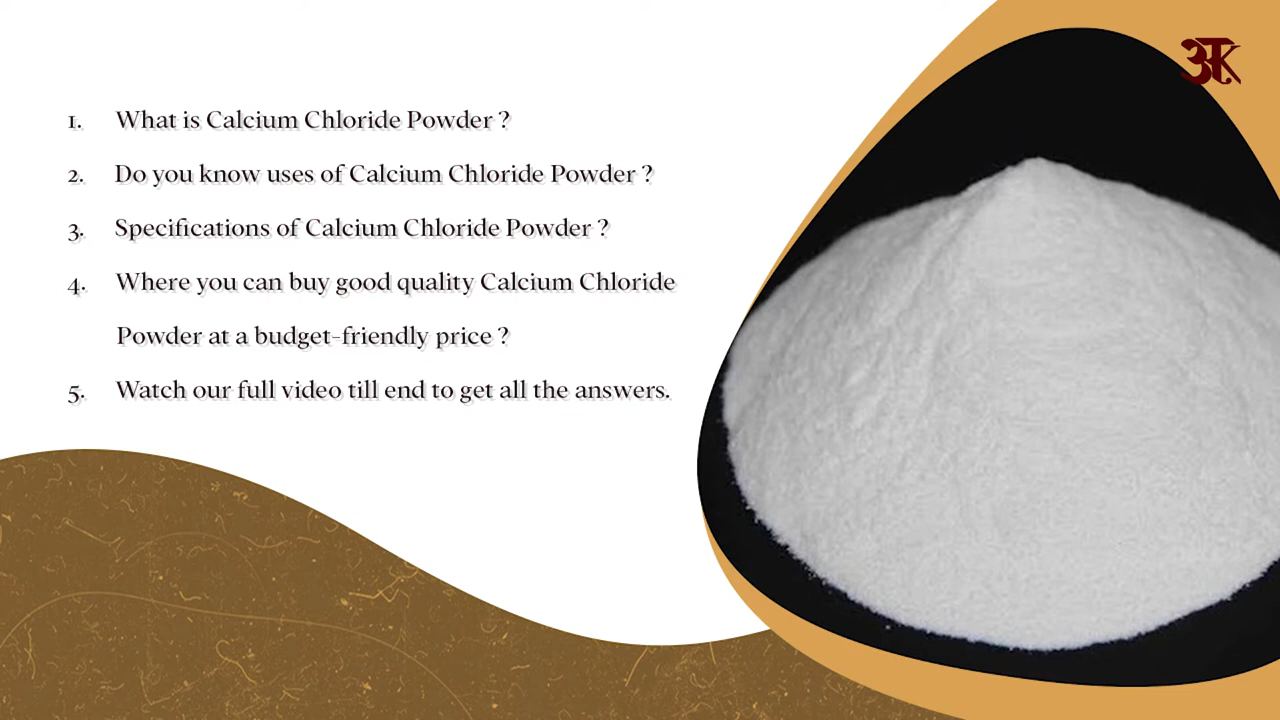 1. What is Calcium Chloride Powder ?
2. Do you know uses of Calcium Chloride Powder ?
3. Specifications of Calcium Chloride Powder ?
4. Where you can buy good quality Calcium Chloride
Powder at a budget-friendly price ?
5. Watch our full video till end to get all the answers.